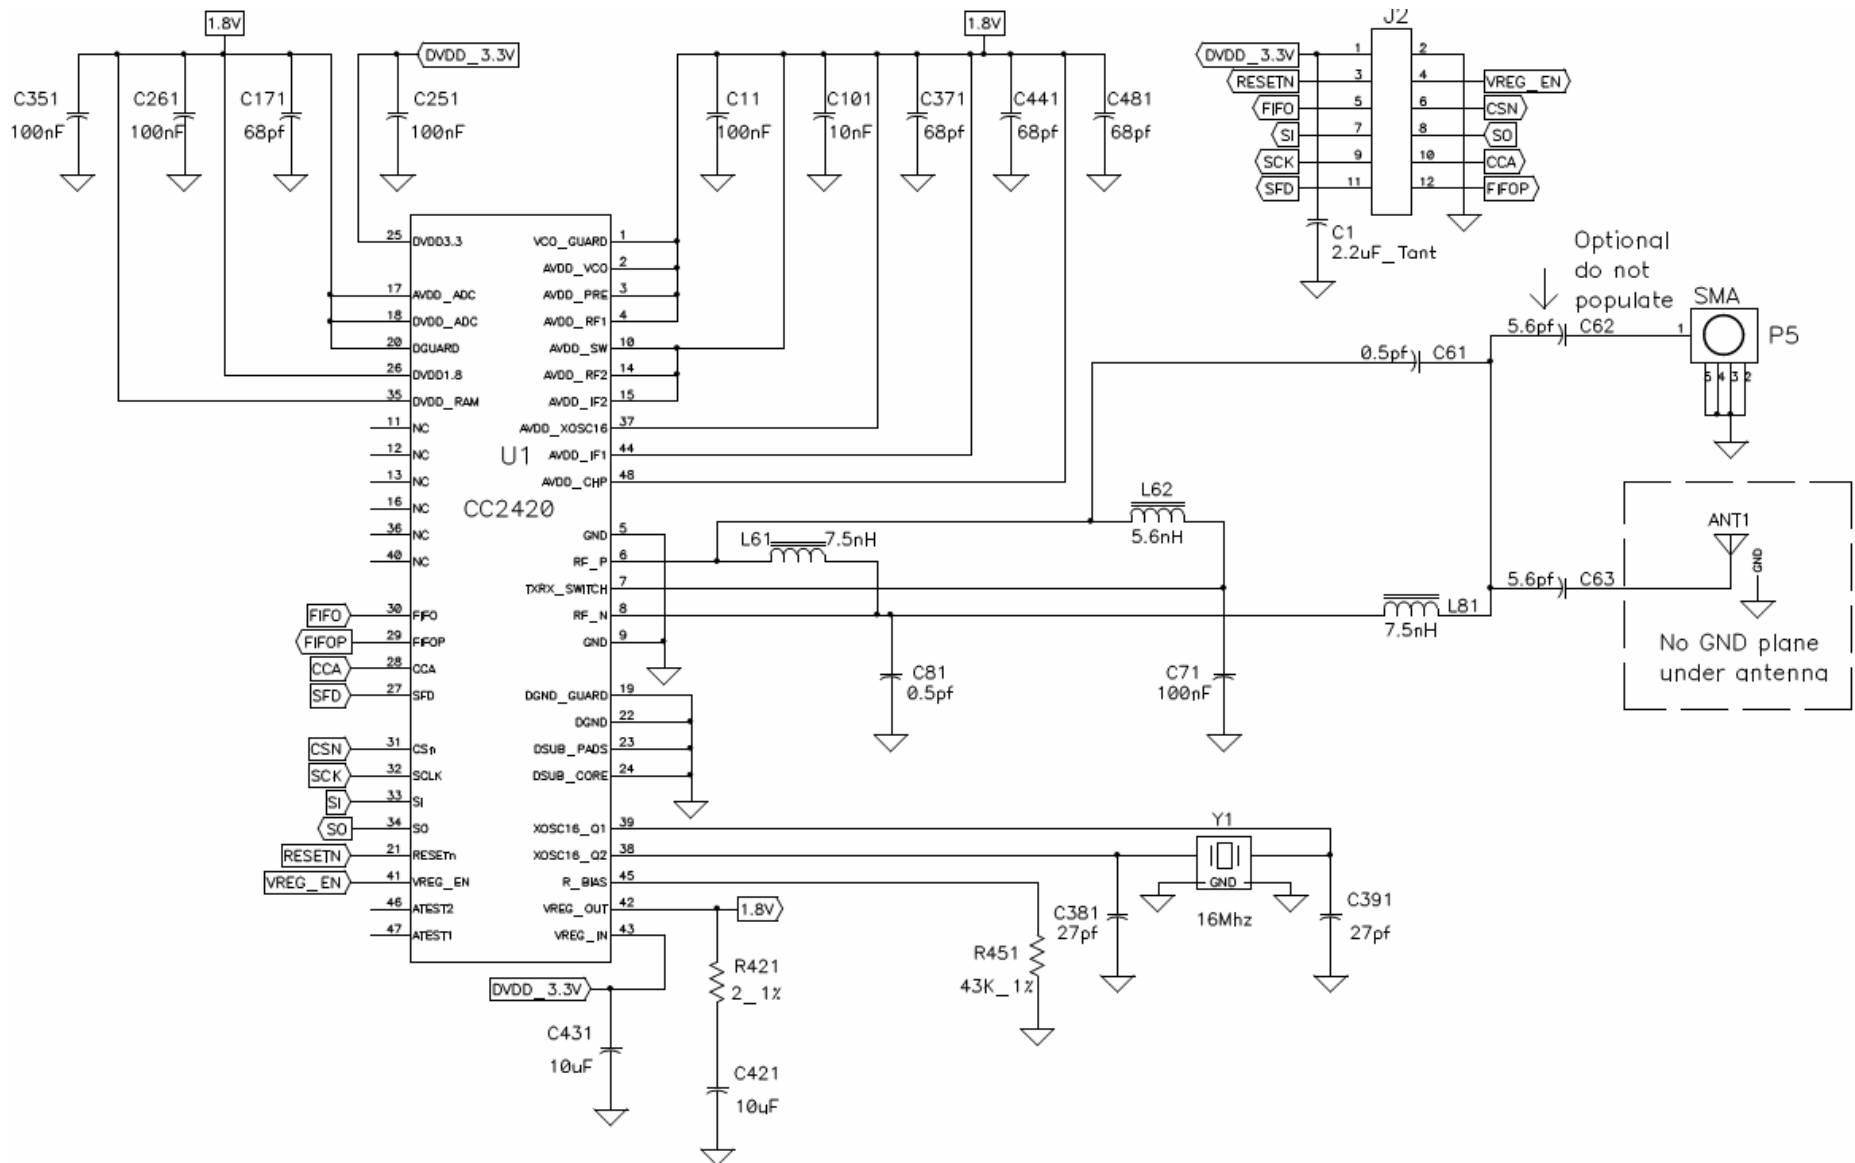 1.8V
1.8V
J2
DVDD_3.3V
DVDD_3.3V
1
2
RESETN
3
4
VREG_EN
C351
100nF
C261
100nF
C171
68pf
C251
100nF
C11
100nF
C101
10nF
C371
68pf
C441
68pf
C481
68pf
FIFO
5
6
CSN
SI
7
8
SO
SCK
9
10
CCA
SFD
11
12
FIFOP
C1
2.2uF_Tant
Optional
do not
populate
SMA
5.6pf
C62
1
P5
5
4
3
2
0.5pf
C61
25
DVDD3.3
17
AVDD_ADC
18
DVDD_ADC
20
DGUARD
26
DVDD1.8
35
DVDD_RAM
11
NC
12
NC
13
NC
16
NC
36
NC
40
NC
FIFO
30
FIFO
FIFOP
29
FIFOP
CCA
28
CCA
SFD
27
SFD
CSN
31
CSn
SCK
32
SCLK
SI
33
SI
SO
34
SO
RESETN
21
RESETn
VREG_EN
41
VREG_EN
46
ATEST2
47
ATEST1
U1
CC2420
VCO_GUARD
1
AVDD_VCO
2
AVDD_PRE
3
AVDD_RF1
4
AVDD_SW
10
AVDD_RF2
14
AVDD_IF2
15
AVDD_XOSC16
37
AVDD_IF1
44
AVDD_CHP
48
GND
5
RF_P
6
TXRX_SWITCH
7
RF_N
8
GND
9
DGND_GUARD
19
DGND
22
DSUB_PADS
23
DSUB_CORE
24
XOSC16_Q1
39
XOSC16_Q2
38
R_BIAS
45
VREG_OUT
42
1.8V
VREG_IN
43
L62
5.6nH
L61
7.5nH
L81
7.5nH
C81
0.5pf
C71
100nF
5.6pf
C63
ANT1
GND
No GND plane
under antenna
Y1
GND
16Mhz
C381
27pf
C391
27pf
R451
43K_1%
R421
2_1%
DVDD_3.3V
C431
10uF
C421
10uF